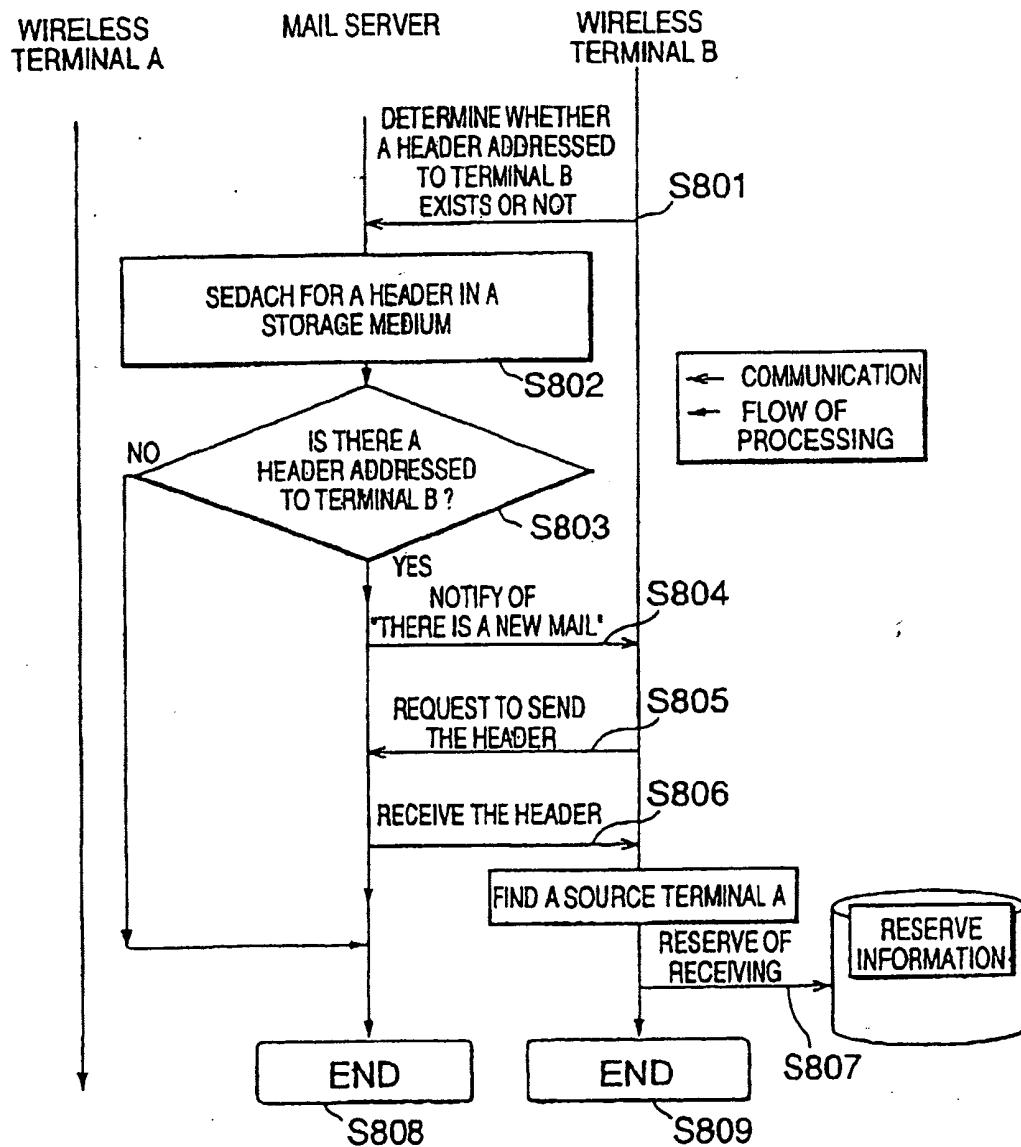 WIRELESS
TERMINAL A
MAIL SERVER
WIRELESS
TERMINAL B
DETERMINE WHETHER
A HEADER ADDRESSED
TO TERMINAL B
EXISTS OR NOT
S801
SEDACH FOR A HEADER IN A
STORAGE MEDIUM
S802
COMMUNICATION
FLOW OF
PROCESSING
NO
IS THERE A
HEADER ADDRESSED
TO TERMINAL B ?
S803
YES
NOTIFY OF
"THERE IS A NEW MAIL"
S804
REQUEST TO SEND
THE HEADER
S805
RECEIVE THE HEADER
S806
FIND A SOURCE TERMINAL A
RESERVE OF
RECEIVING
RESERVE
INFORMATION
S807
END
S808
END
S809